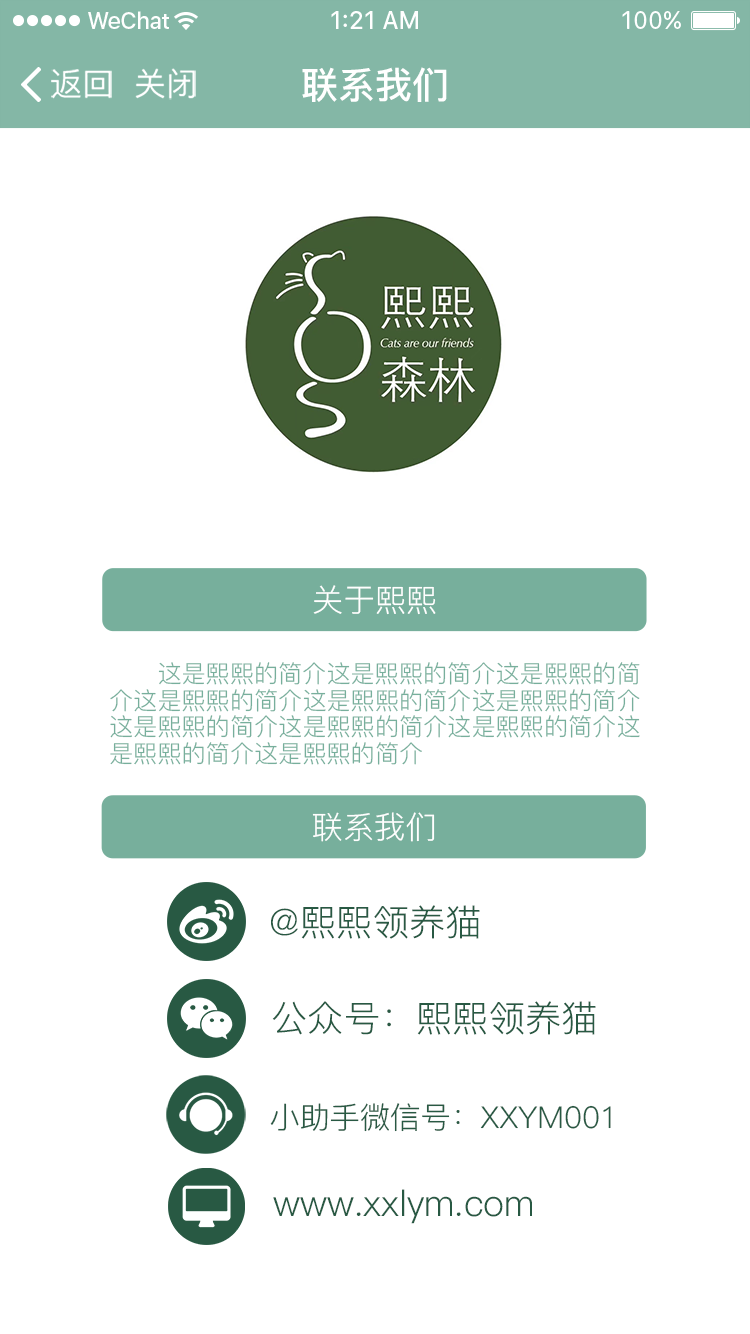 WeChat 1:21 AM 100%
返回 关闭 联系我们
熙熙
Cats are our friends
森林
关于熙熙
这是熙熙的简介这是熙熙的简介这是熙熙的简
介这是熙熙的简介这是熙熙的简介这是熙熙的简介
这是熙熙的简介这是熙熙的简介这是熙熙的简介这
是熙熙的简介这是熙熙的简介
联系我们
@熙熙领养猫
公众号：熙熙领养猫
小助手微信号：XXYM001
www.xxlym.com